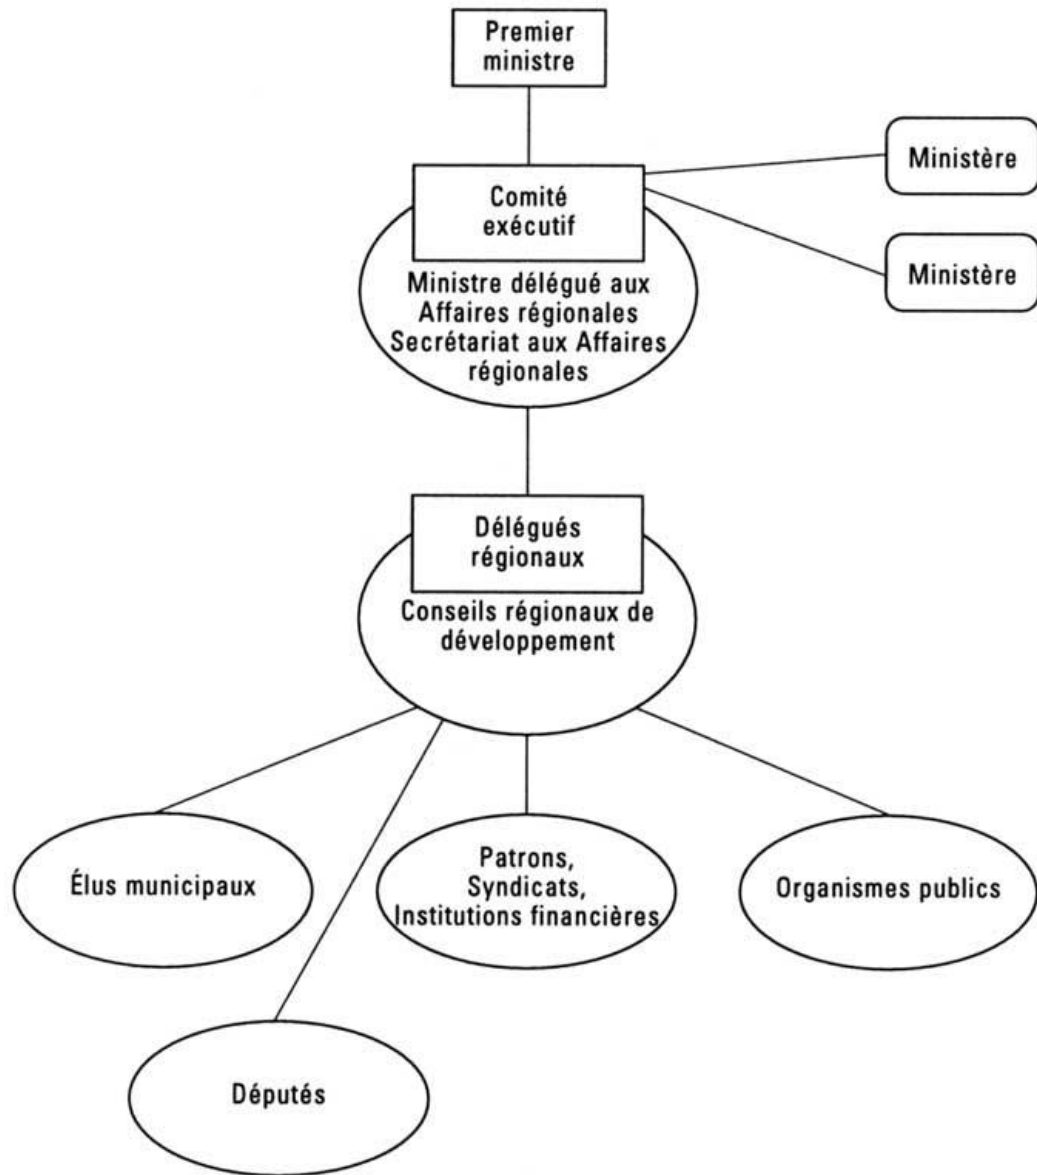 Premier
ministre
Ministère
Comité
exécutif
Ministère
Ministre délégué aux
Affaires régionales
Secrétariat aux Affaires
régionales
Délégués
régionaux
Conseils régionaux de
développement
Élus municipaux
Patrons,
Syndicats,
Institutions financières
Organismes publics
Députés